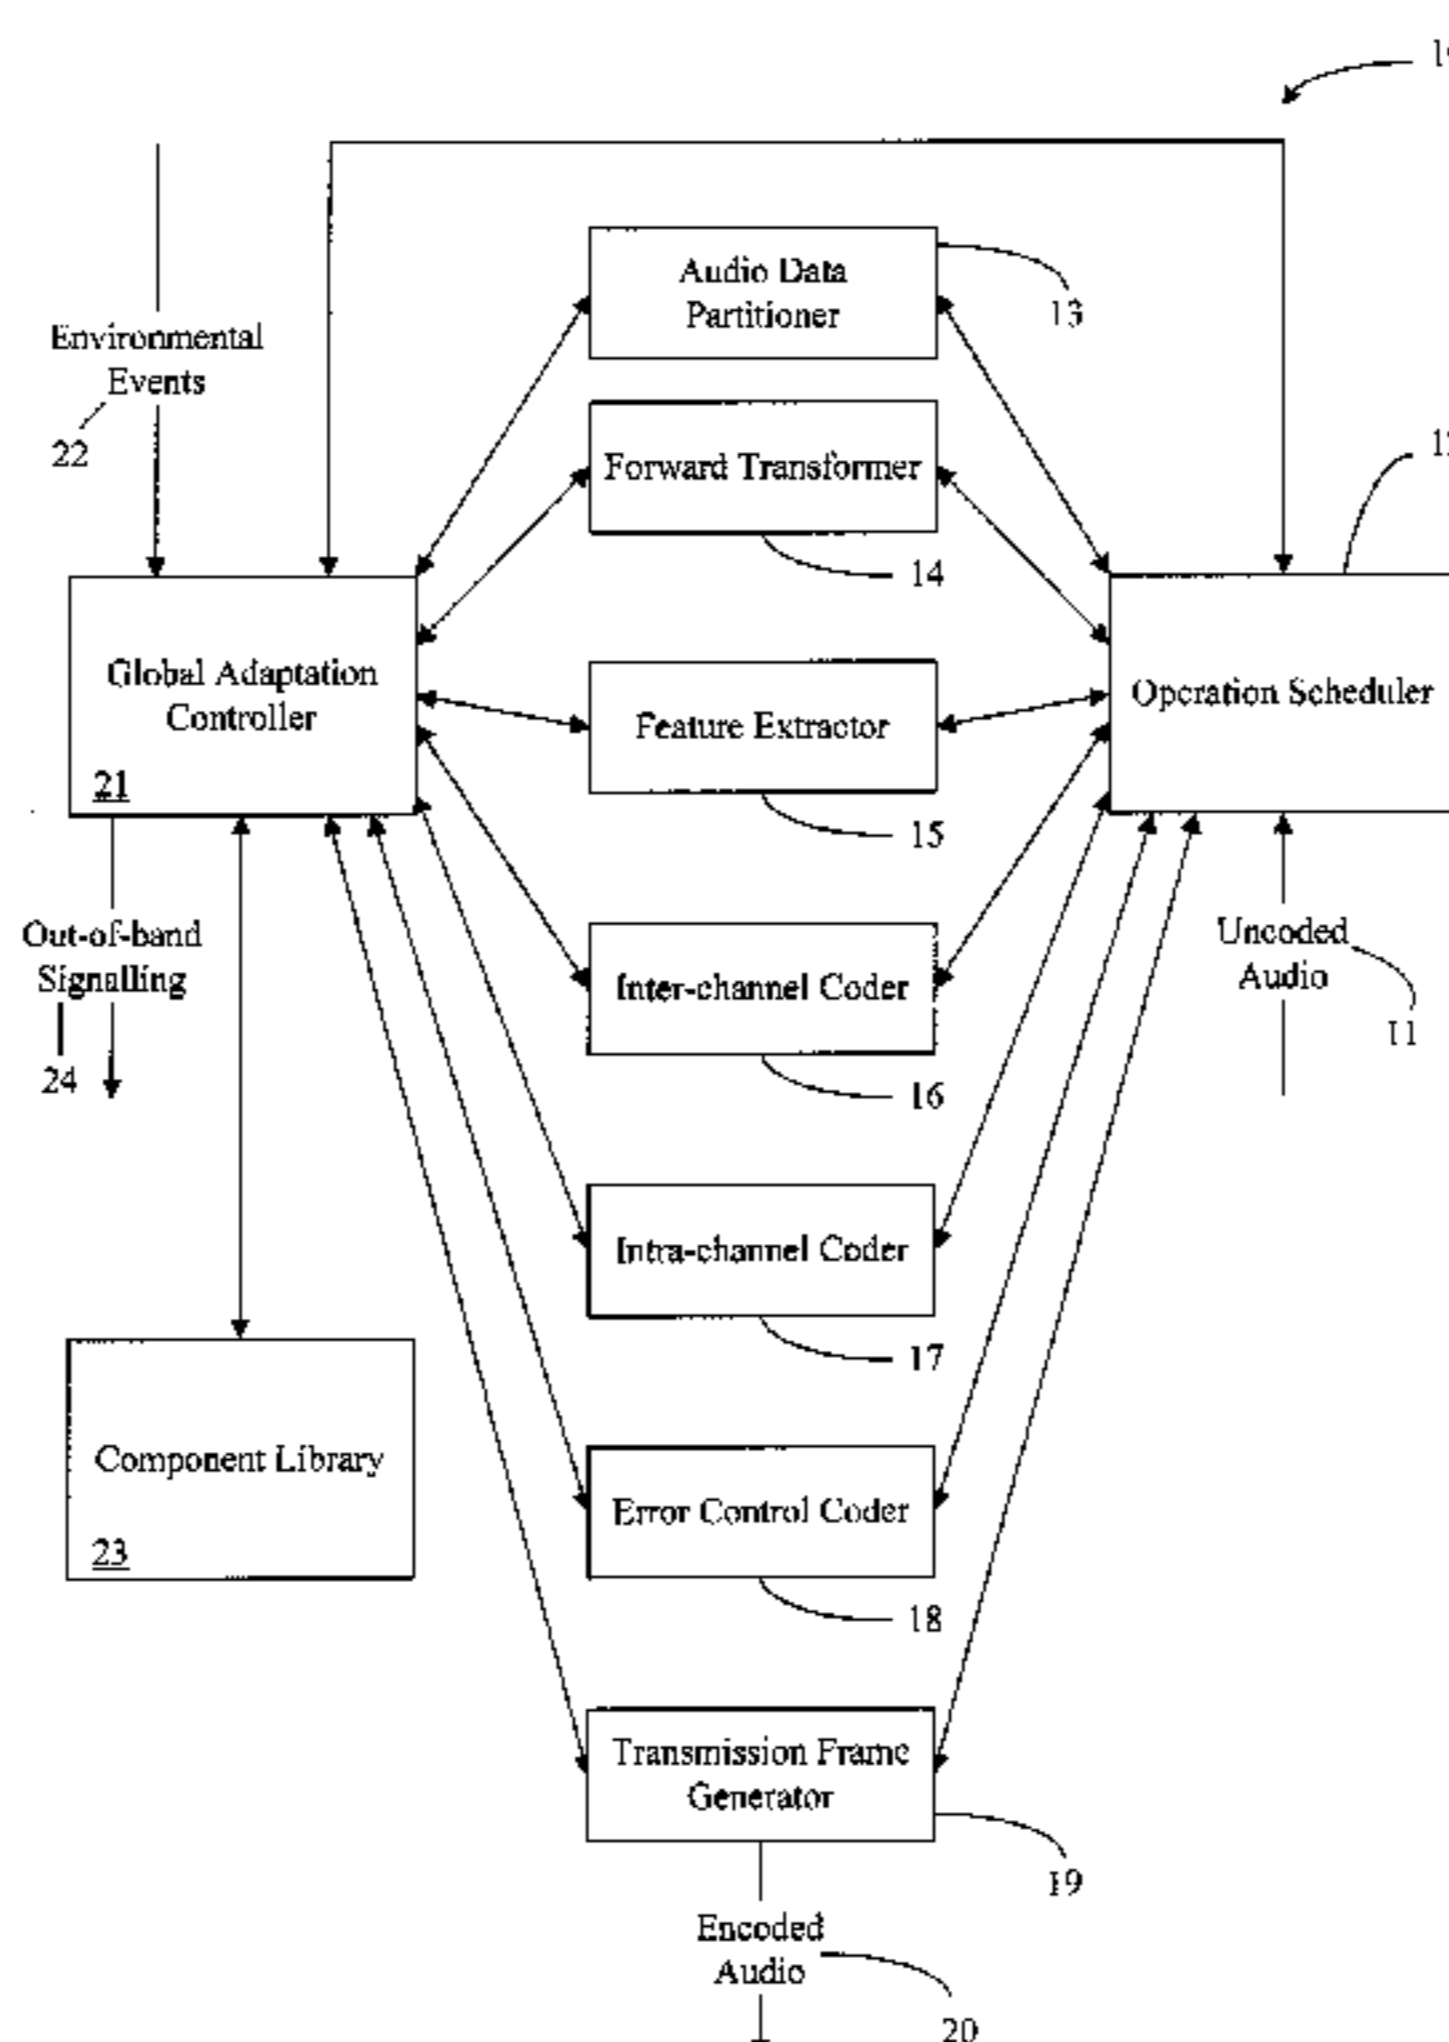 Audio Data
Partitioner
13
Environmental
Events
22
Forward Transformer
14
Global Adaptation
Controller
21
Feature Extractor
15
Operation Scheduler
Out-of-band
Signalling
24
Inter-channel Coder
16
Uncoded
Audio
11
Intra-channel Coder
17
Component Library
23
Error Control Coder
18
Transmission Frame
Generator
19
Encoded
Audio
20